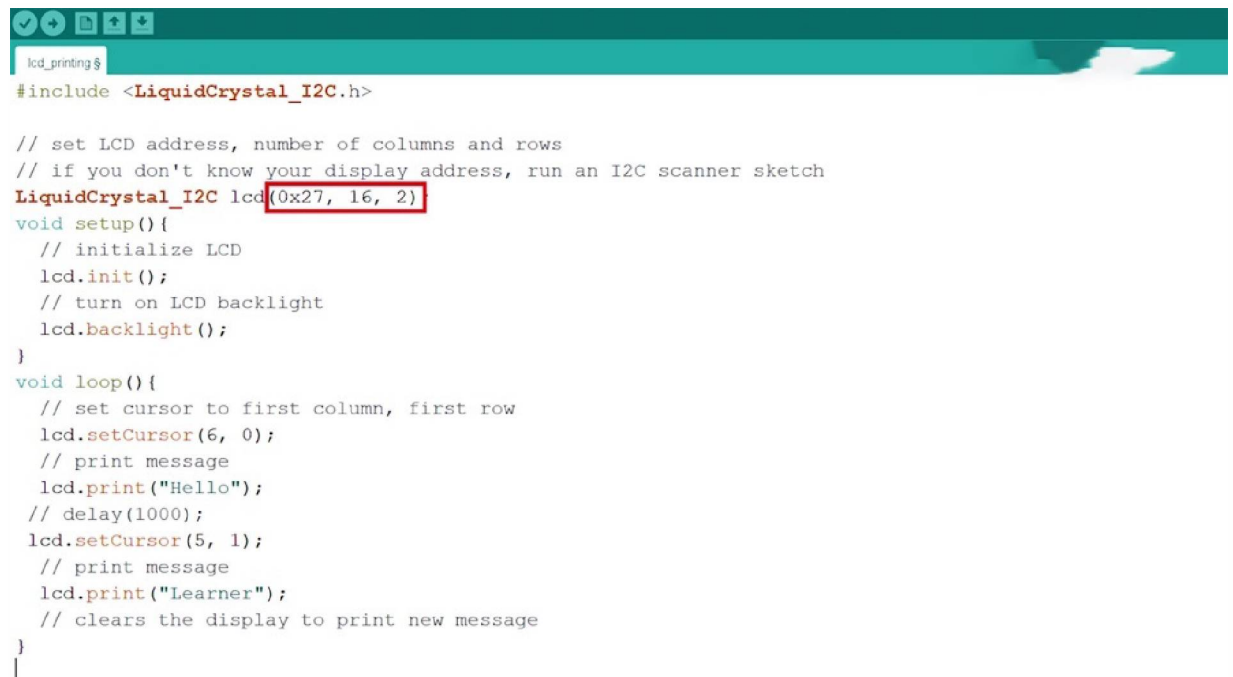 lcd_printing §
#include <LiquidCrystal_I2C.h>
// set LCD address, number of columns and rows
// if you don't know your display address, run an I2C scanner sketch
LiquidCrystal_I2C lcd(0x27, 16, 2);
void setup(){
// initialize LCD
lcd.init();
// turn on LCD backlight
lcd.backlight();
}
void loop(){
// set cursor to first column, first row
lcd.setCursor(6, 0);
// print message
lcd.print("Hello");
// delay(1000);
lcd.setCursor(5, 1);
// print message
lcd.print("Learner");
// clears the display to print new message
}